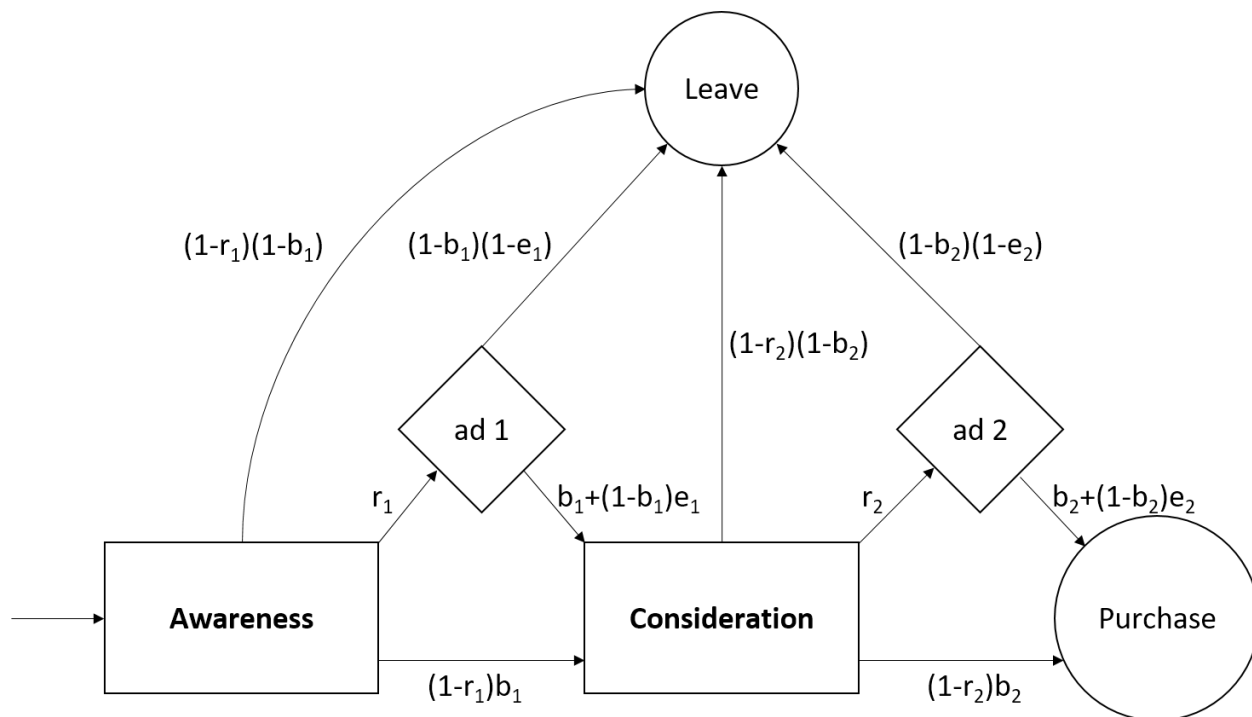 Leave
(1-r₁)(1-b₁)
(1-b₁)(1-e₁)
(1-b₂)(1-e₂)
(1-r₂)(1-b₂)
ad 1
ad 2
r₁
b₁+(1-b₁)e₁
r₂
b₂+(1-b₂)e₂
Awareness
Consideration
Purchase
(1-r₁)b₁
(1-r₂)b₂